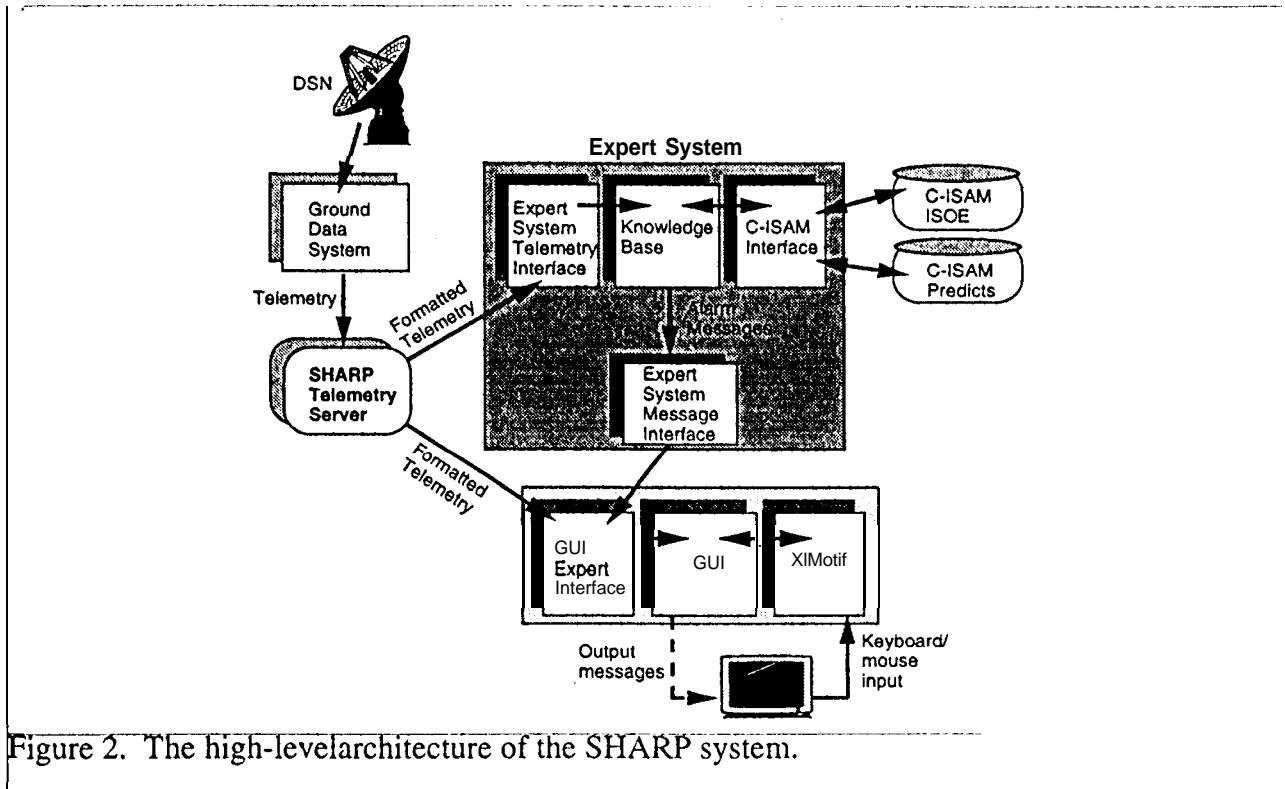 DSN
Expert System
Ground
Data
System
Expert
System
Telemetry
Interface
Knowledge
Base
C-ISAM
Interface
C-ISAM
ISOE
C-ISAM
Predicts
Telemetry
Formatted
Telemetry
Alarm
Messages
SHARP
Telemetry
Server
Expert
System
Message
Interface
Formatted
Telemetry
GUI
Expert
Interface
GUI
XlMotif
Output
messages
Keyboard/
mouse
input
Figure 2. The high-levelarchitecture of the SHARP system.